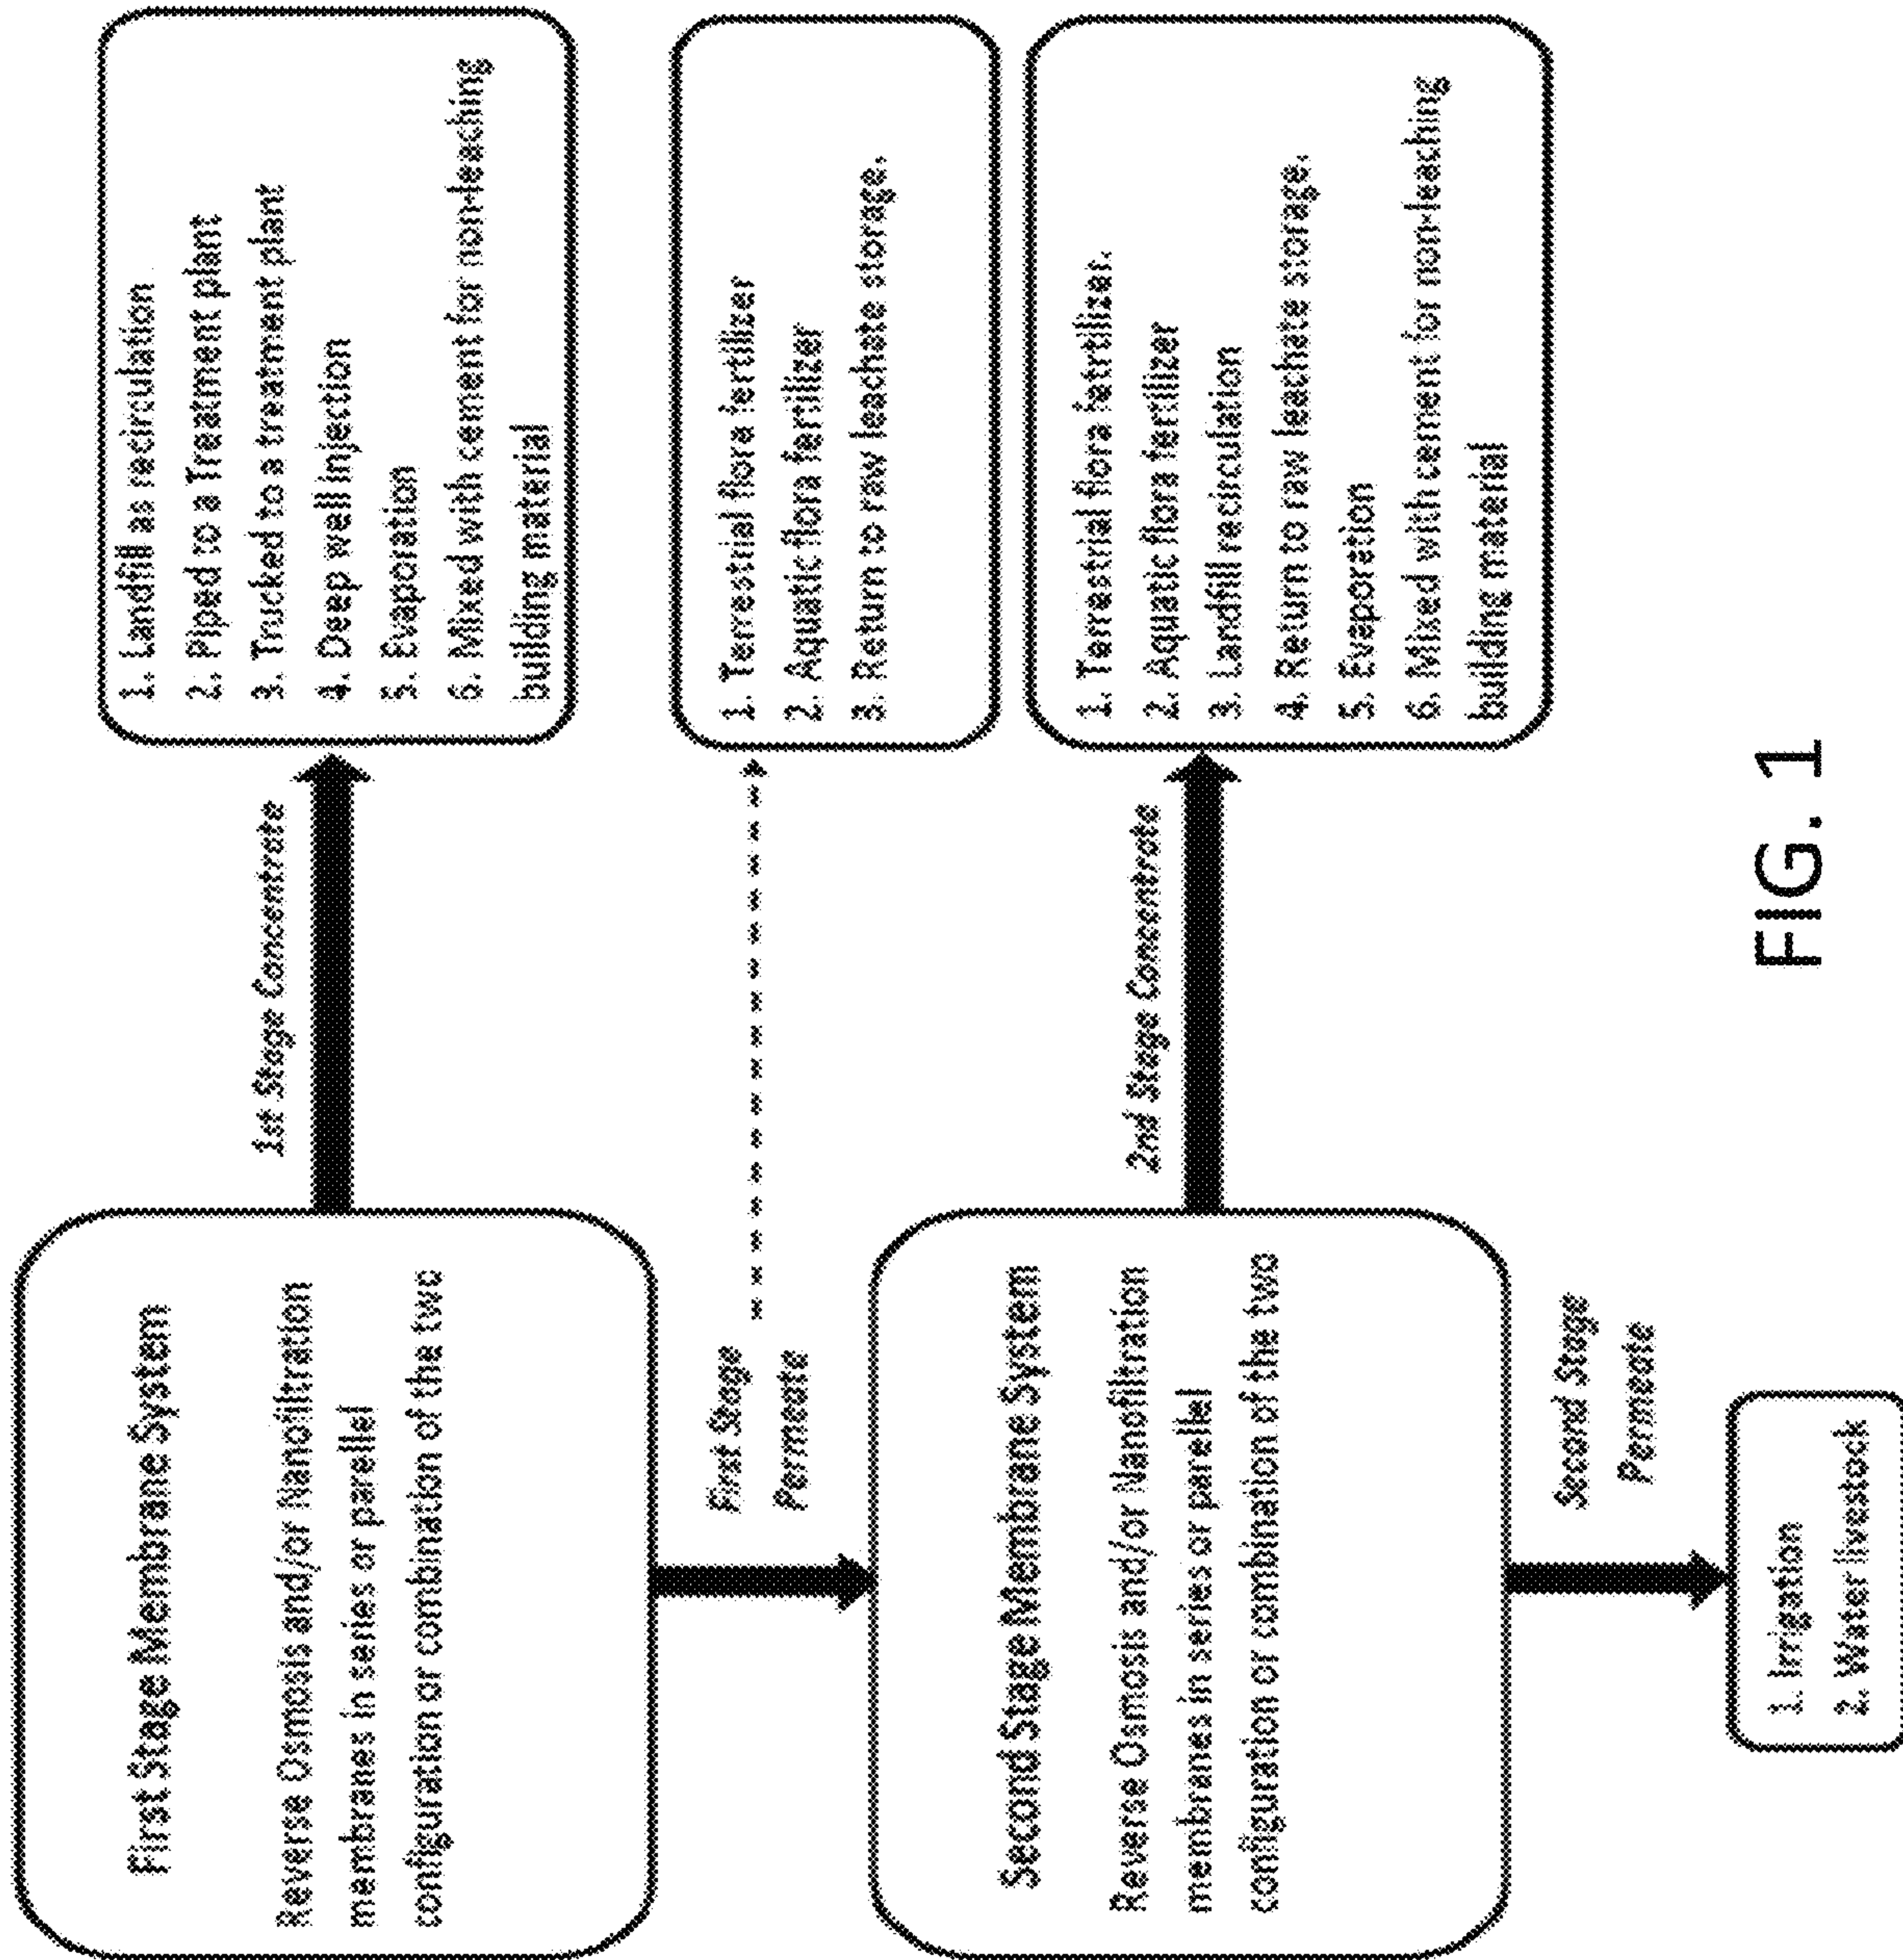 First Stage Membrane System
Reverse Osmosis and/or Nanofiltration
membranes in series or parellel
configuration or combination of the two
1st Stage Concentrate
1. Landfill as recirculation
2. Piped to a Treatment plant
3. Trucked to a treatment plant
4. Deep well injection
5. Evaporation
6. Mixed with cement for non-leaching
building material
First Stage
Permeate
1. Terrestrial flora fertilizer
2. Aquatic flora fertilizer
3. Return to raw leachate storage.
Second Stage Membrane System
Reverse Osmosis and/or Nanofiltration
membranes in series or parellel
configuration or combination of the two
2nd Stage Concentrate
1. Terrestrial flora fatrtilizer.
2. Aquatic flora fertilizer
3. Landfill recirculation
4. Return to raw leachate storage.
5. Evaporation
6. Mixed with cement for non-leaching
building material
Second Stage
Permeate
1. Irrigation
2. Water livestock
FIG. 1